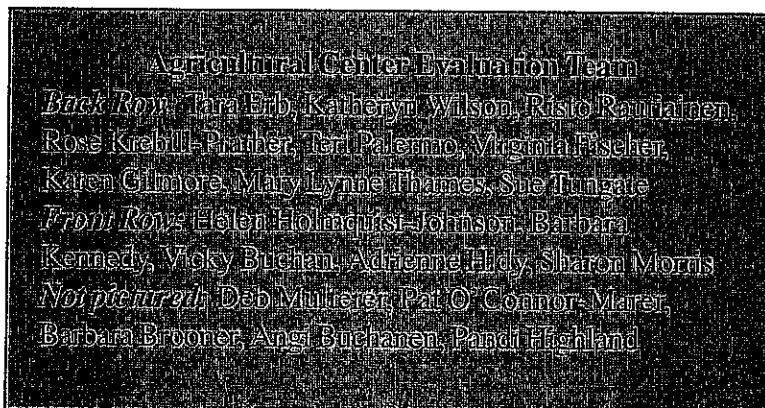 Agricultural Center Evaluation Team
Back Row: Tara Erb, Katheryn Wilson, Risto Rautiainen,
Rose Krebill-Prather, Teri Palermo, Virginia Fischer,
Karen Gilmore, Mary Lynne Thames, Sue Tungate
Front Row: Helen Holmquist-Johnson, Barbara
Kennedy, Vicky Buchan, Adrienne Hidy, Sharon Morris
Not pictured: Deb Multerer, Pat O'Connor-Marer,
Barbara Brooner, Angi Buchanen, Pandi Highland